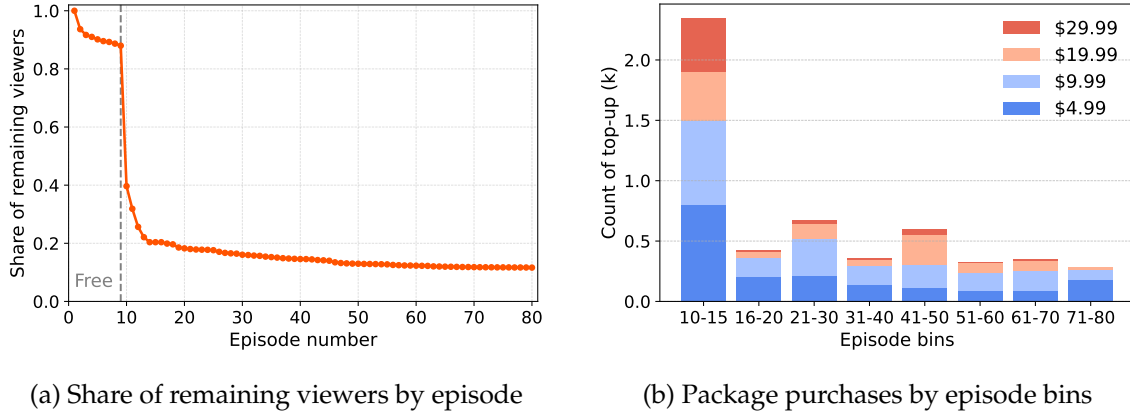 Share of remaining viewers
1.0
0.8
0.6
0.4
0.2
0.0
Free
0 10 20 30 40 50 60 70 80
Episode number
(a) Share of remaining viewers by episode
Count of top-up (k)
2.0
1.5
1.0
0.5
0.0
$29.99
$19.99
$9.99
$4.99
10-15 16-20 21-30 31-40 41-50 51-60 61-70 71-80
Episode bins
(b) Package purchases by episode bins